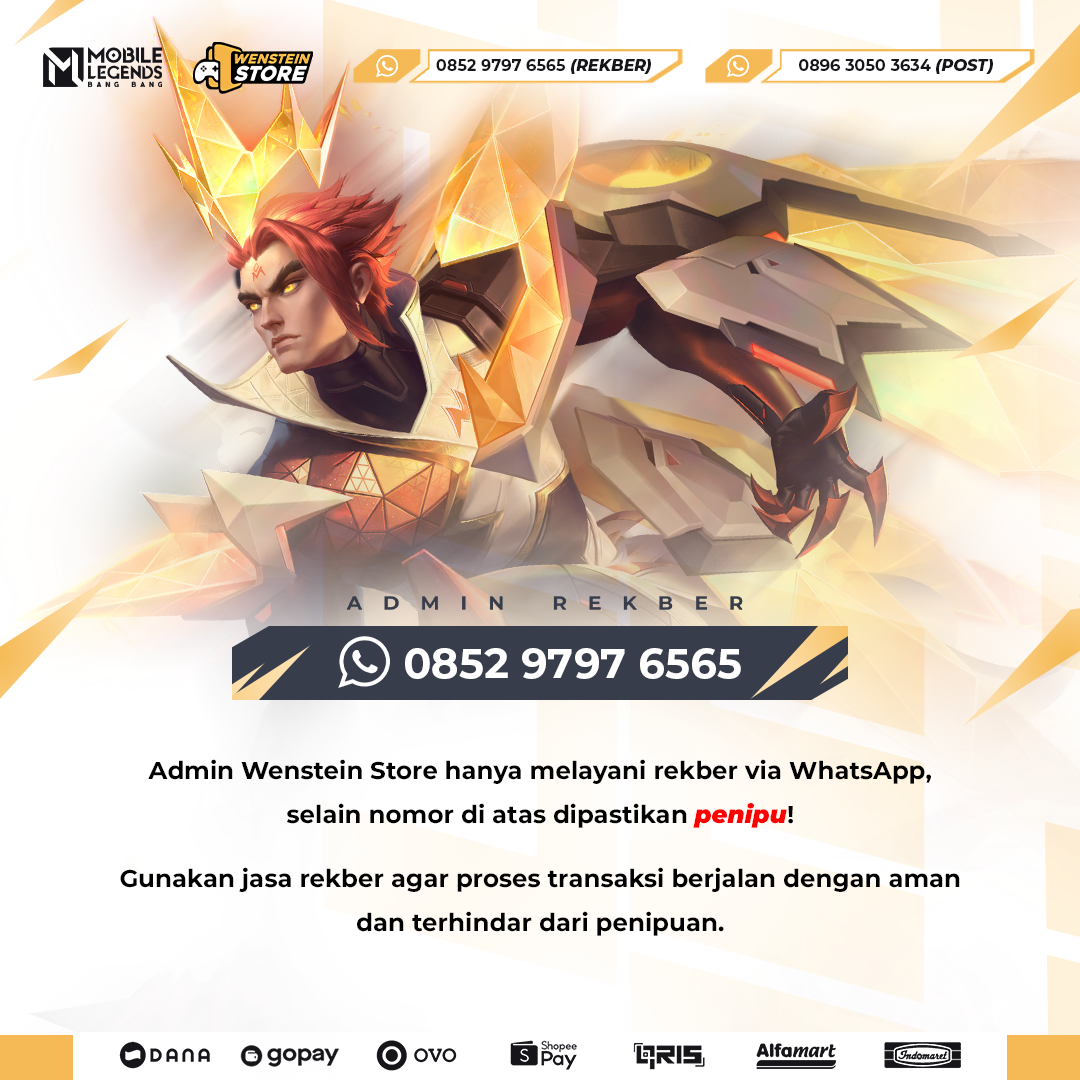 MOBILE
LEGENDS
BANG BANG
WENSTEIN
STORE
0852 9797 6565 (REKBER)
0896 3050 3634 (POST)
ADMIN REKBER
0852 9797 6565
Admin Wenstein Store hanya melayani rekber via WhatsApp,
selain nomor di atas dipastikan penipu!
Gunakan jasa rekber agar proses transaksi berjalan dengan aman
dan terhindar dari penipuan.
DANA
gopay
OVO
Shopee
Pay
QRIS
Alfamart
Indomaret